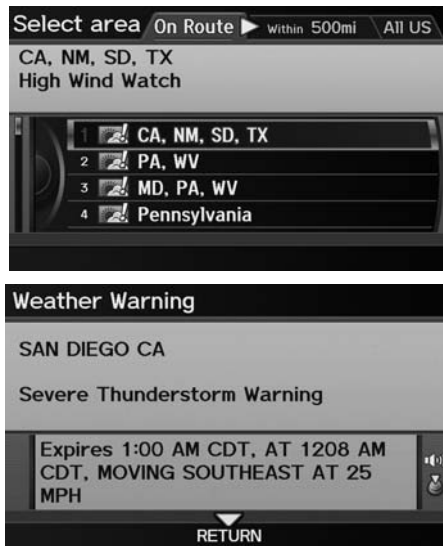 Select area On Route Within 500mi All US
CA, NM, SD, TX
High Wind Watch
1 CA, NM, SD, TX
2 PA, WV
3 MD, PA, WV
4 Pennsylvania
Weather Warning
SAN DIEGO CA
Severe Thunderstorm Warning
Expires 1:00 AM CDT, AT 1208 AM
CDT, MOVING SOUTHEAST AT 25
MPH
RETURN